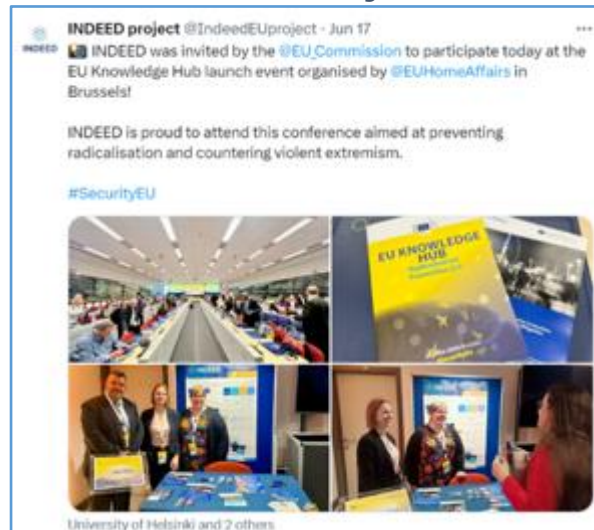 INDEED project @IndeedEUproject · Jun 17
INDEED
INDEED was invited by the @EU_Commission to participate today at the
EU Knowledge Hub launch event organised by @EUHomeAffairs in
Brussels!
INDEED is proud to attend this conference aimed at preventing
radicalisation and countering violent extremism.
#SecurityEU
EU KNOWLEDGE
HUB
University of Helsinki and 2 others